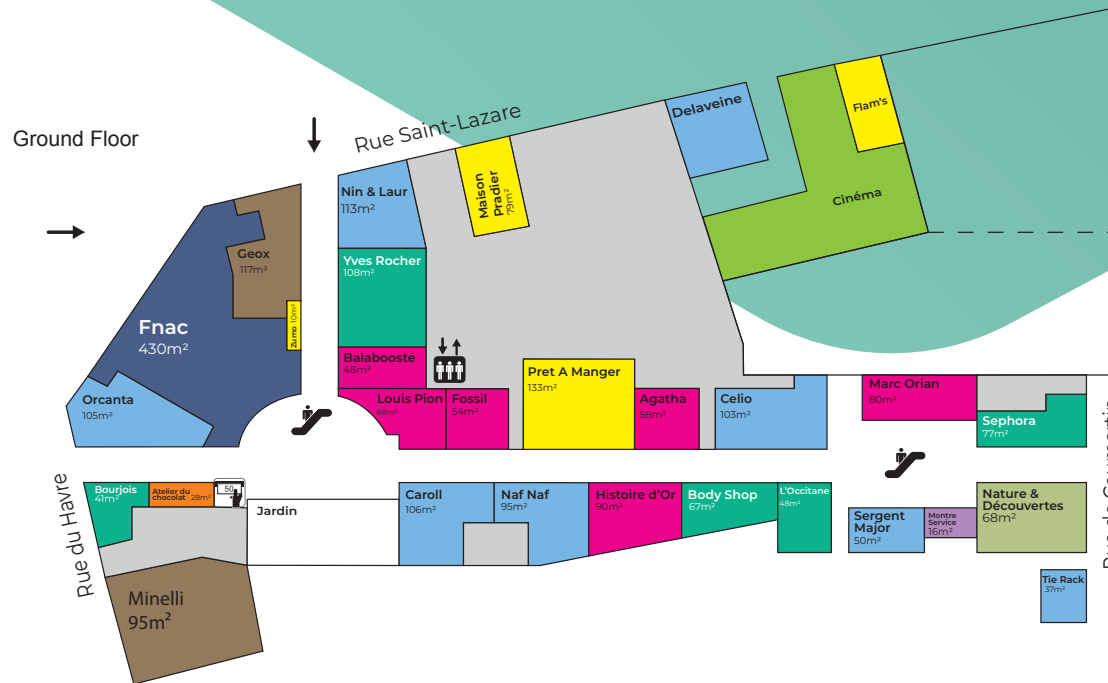 Ground Floor
Rue Saint-Lazare
Delaveine
Flam's
Cinéma
Maison
Pradier
79m²
Nin & Laur
113m²
Geox
117m²
Yves Rocher
108m²
Zumo 10m²
Fnac
430m²
Balaboosté
48m²
Pret A Manger
133m²
Orcanta
105m²
Louis Pion
68m²
Fossil
54m²
Agatha
58m²
Celio
103m²
Marc Orian
80m²
Sephora
77m²
Rue du Havre
Bourjois
41m²
Atelier du
chocolat 28m²
50
Jardin
Caroll
106m²
Naf Naf
95m²
Histoire d'Or
90m²
Body Shop
67m²
L'Occitane
48m²
Sergent
Major
50m²
Montre
Service
16m²
Nature &
Découvertes
68m²
Minelli
95m²
Tie Rack
37m²
Rue de